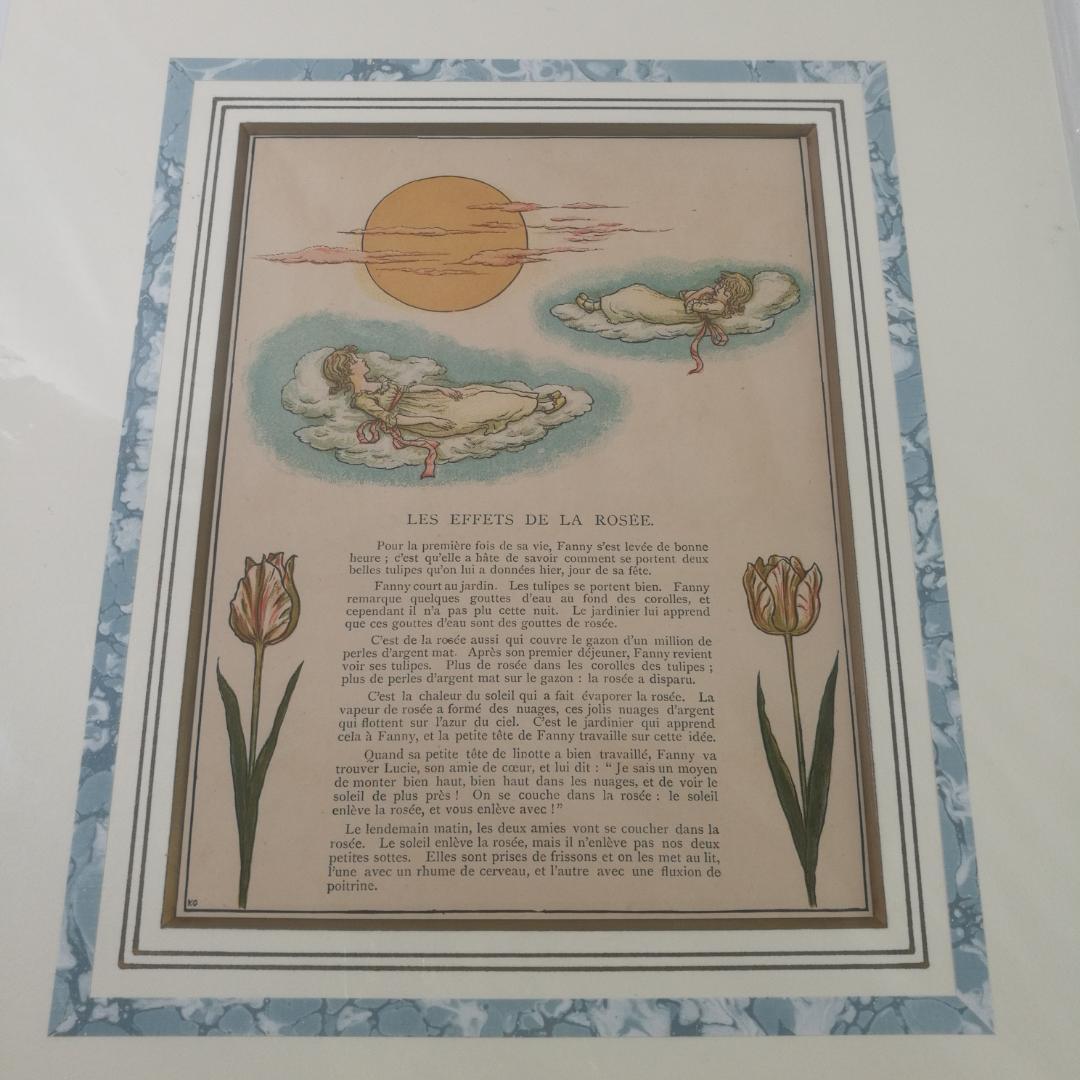 LES EFFETS DE LA ROSÉE.
Pour la première fois de sa vie, Fanny s'est levée de bonne
heure ; c'est qu'elle a hâte de savoir comment se portent deux
belles tulipes qu'on lui a données hier, jour de sa fête.
Fanny court au jardin. Les tulipes se portent bien. Fanny
remarque quelques gouttes d'eau au fond des corolles, et
cependant il n'a pas plu cette nuit. Le jardinier lui apprend
que ces gouttes d'eau sont des gouttes de rosée.
C'est de la rosée aussi qui couvre le gazon d'un million de
perles d'argent mat. Après son premier déjeuner, Fanny revient
voir ses tulipes. Plus de rosée dans les corolles des tulipes ;
plus de perles d'argent mat sur le gazon : la rosée a disparu.
C'est la chaleur du soleil qui a fait évaporer la rosée. La
vapeur de rosée a formé des nuages, ces jolis nuages d'argent
qui flottent sur l'azur du ciel. C'est le jardinier qui apprend
cela à Fanny, et la petite tête de Fanny travaille sur cette idée.
Quand sa petite tête de linotte a bien travaillé, Fanny va
trouver Lucie, son amie de cœur, et lui dit : “ Je sais un moyen
de monter bien haut, bien haut dans les nuages, et de voir le
soleil de plus près ! On se couche dans la rosée : le soleil
enlève la rosée, et vous enlève avec ! ”
Le lendemain matin, les deux amies vont se coucher dans la
rosée. Le soleil enlève la rosée, mais il n'enlève pas nos deux
petites sottes. Elles sont prises de frissons et on les met au lit,
l'une avec un rhume de cerveau, et l'autre avec une fluxion de
poitrine.
KG